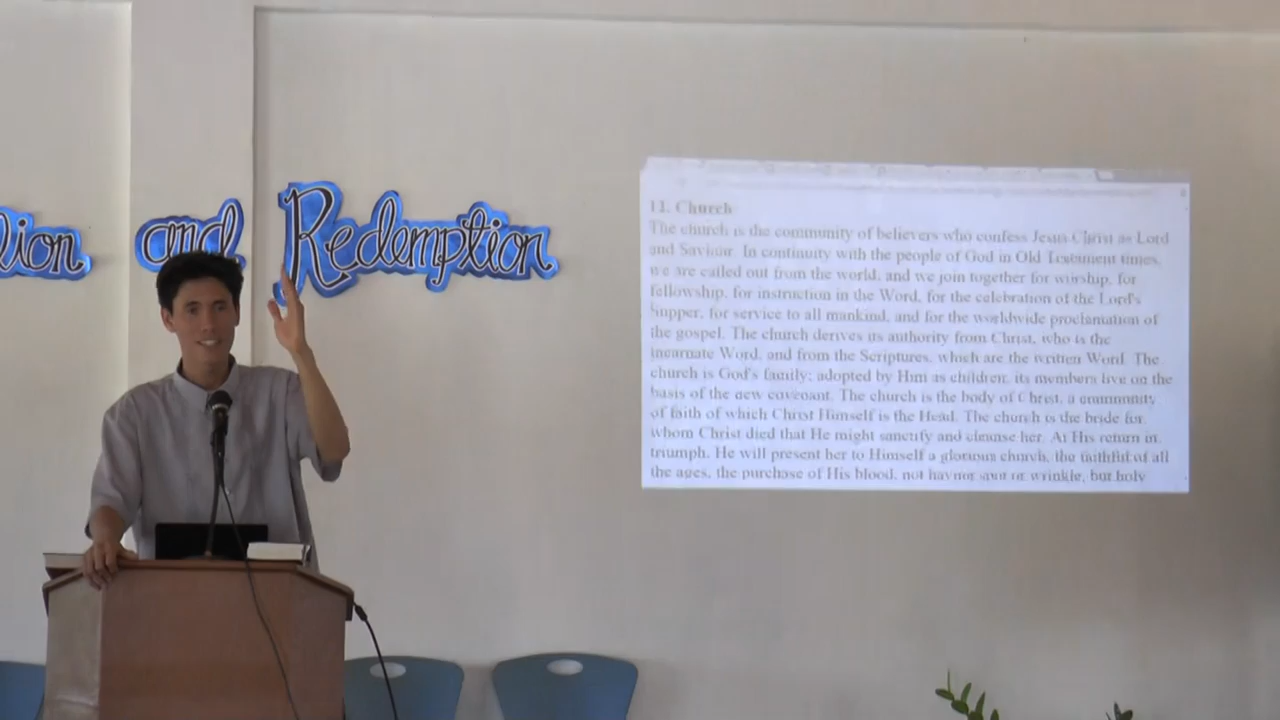 tion and Redemption
11. Church
The church is the community of believers who confess Jesus Christ as Lord
and Saviour. In continuity with the people of God in Old Testament times,
we are called out from the world; and we join together for worship, for
fellowship, for instruction in the Word, for the celebration of the Lord's
Supper, for service to all mankind, and for the worldwide proclamation of
the gospel. The church derives its authority from Christ, who is the
incarnate Word, and from the Scriptures, which are the written Word. The
church is God's family; adopted by Him as children, its members live on the
basis of the new covenant. The church is the body of Christ, a community
of faith of which Christ Himself is the Head. The church is the bride for
whom Christ died that He might sanctify and cleanse her. At His return in
triumph, He will present her to Himself a glorious church, the faithful of all
the ages, the purchase of His blood, not having spot or wrinkle, but holy